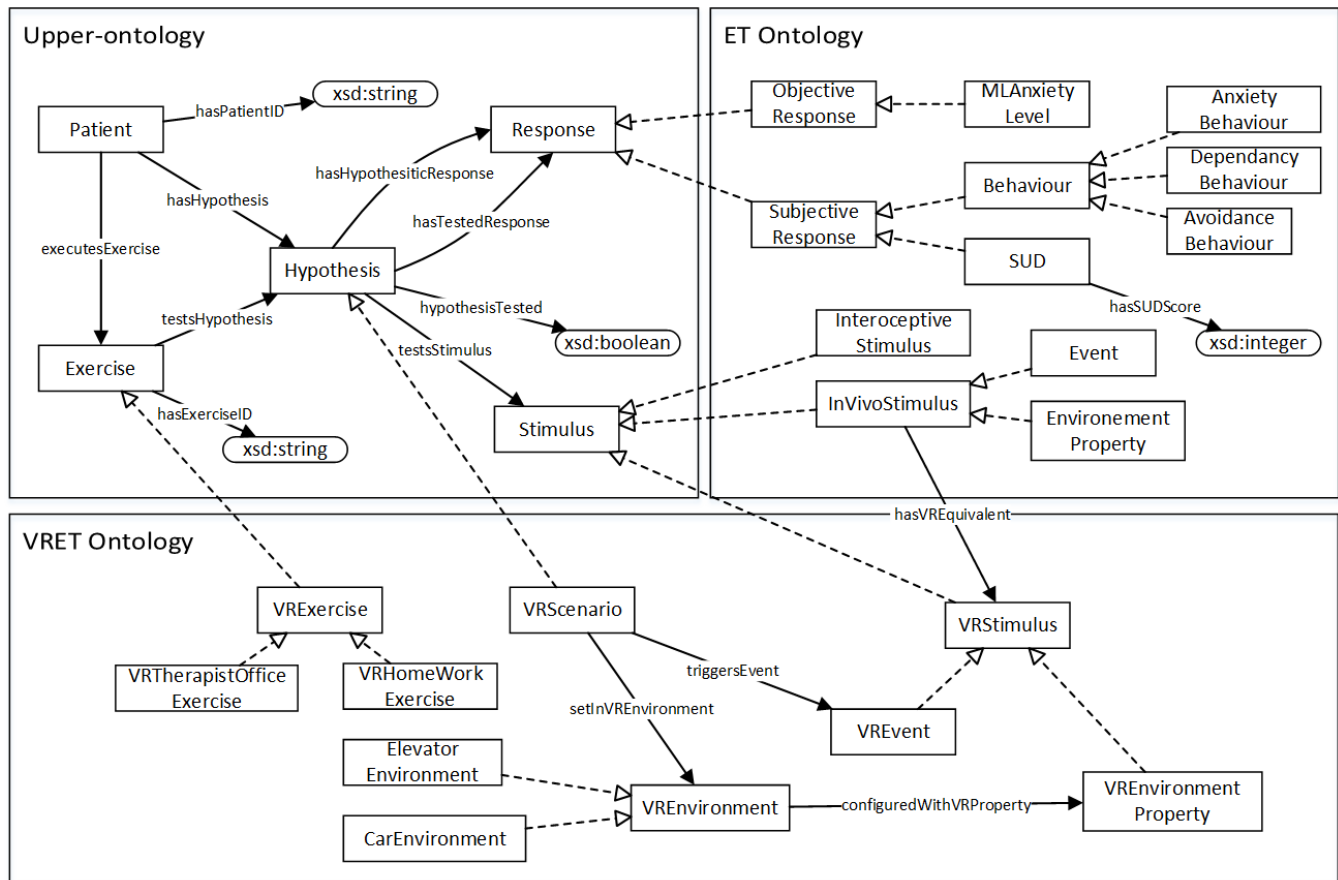 Upper-ontology
xsd:string
hasPatientID
Patient
Response
hasHypothesiticResponse
hasHypothesis
hasTestedResponse
executesExercise
Hypothesis
testsHypothesis
hypothesisTested
xsd:boolean
testsStimulus
Exercise
hasExerciseID
xsd:string
Stimulus
ET Ontology
Objective
Response
MLAnxiety
Level
Anxiety
Behaviour
Dependancy
Behaviour
Behaviour
Avoidance
Behaviour
Subjective
Response
SUD
hasSUDScore
xsd:integer
Interoceptive
Stimulus
Event
InVivoStimulus
Environement
Property
hasVREquivalent
VRET Ontology
VRExercise
VRScenario
VRStimulus
VRTherapistOffice
Exercise
VRHomeWork
Exercise
triggersEvent
setInVREnvironment
VREvent
Elevator
Environment
VREnvironment
configuredWithVRProperty
VREnvironment
Property
CarEnvironment